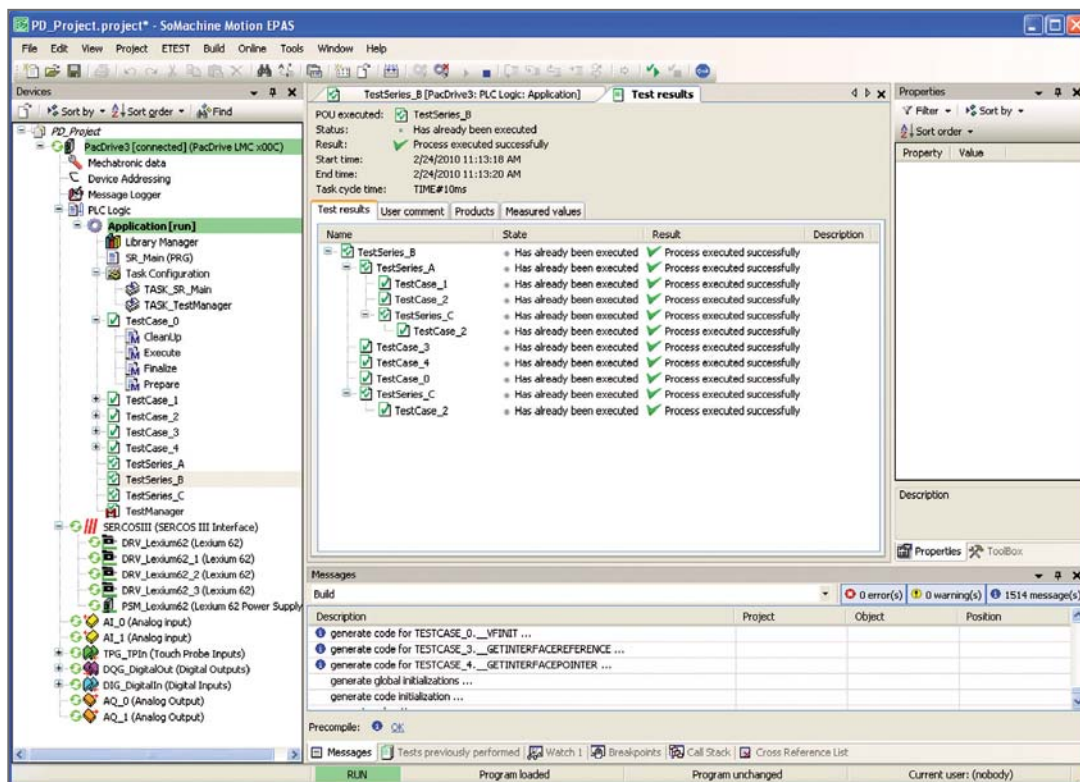 PD_Project.project* - SoMachine Motion EPAS
File Edit View Project ETEST Build Online Tools Window Help
Devices
Sort by Sort order Find
PD_Project
PacDrive3 [connected] (PacDrive LMC x00C)
Mechatronic data
Device Addressing
Message Logger
PLC Logic
Application [run]
Library Manager
SR_Main (PRG)
Task Configuration
TASK_SR_Main
TASK_TestManager
TestCase_0
CleanUp
Execute
Finalize
Prepare
TestCase_1
TestCase_2
TestCase_3
TestCase_4
TestSeries_A
TestSeries_B
TestSeries_C
TestManager
SERCOSIII (SERCOS III Interface)
DRV_Lexium62 (Lexium 62)
DRV_Lexium62_1 (Lexium 62)
DRV_Lexium62_2 (Lexium 62)
DRV_Lexium62_3 (Lexium 62)
PSM_Lexium62 (Lexium 62 Power Supply
AI_0 (Analog input)
AI_1 (Analog input)
TPG_TPIn (Touch Probe Inputs)
DQG_DigitalOut (Digital Outputs)
DIG_DigitalIn (Digital Inputs)
AQ_0 (Analog Output)
AQ_1 (Analog Output)
TestSeries_B [PacDrive3: PLC Logic: Application] Test results
POU executed: TestSeries_B
Status: Has already been executed
Result: Process executed successfully
Start time: 2/24/2010 11:13:18 AM
End time: 2/24/2010 11:13:20 AM
Task cycle time: TIME#10ms
Test results User comment Products Measured values
Name State Result Description
TestSeries_B Has already been executed Process executed successfully
TestSeries_A Has already been executed Process executed successfully
TestCase_1 Has already been executed Process executed successfully
TestCase_2 Has already been executed Process executed successfully
TestSeries_C Has already been executed Process executed successfully
TestCase_2 Has already been executed Process executed successfully
TestCase_3 Has already been executed Process executed successfully
TestCase_4 Has already been executed Process executed successfully
TestCase_0 Has already been executed Process executed successfully
TestSeries_C Has already been executed Process executed successfully
TestCase_2 Has already been executed Process executed successfully
Properties
Filter Sort by
Sort order
Property Value
Description
Properties ToolBox
Messages
Build 0 error(s) 0 warning(s) 1514 message(s)
Description Project Object Position
generate code for TESTCASE_0.__VFINIT ...
generate code for TESTCASE_3.__GETINTERFACEREFERENCE ...
generate code for TESTCASE_4.__GETINTERFACEPOINTER ...
generate global initializations ...
generate code initialization ...
Precompile: OK
Messages Tests previously performed Watch 1 Breakpoints Call Stack Cross Reference List
RUN Program loaded Program unchanged Current user: (nobody)